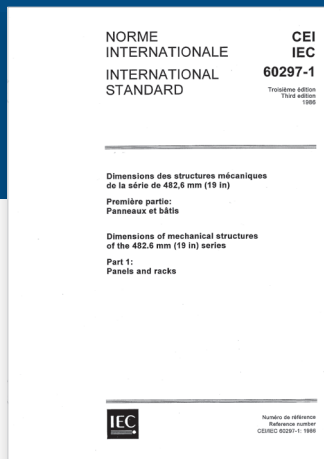 NORME
INTERNATIONALE
INTERNATIONAL
STANDARD
CEI
IEC
60297-1
Troisième édition
Third edition
1986
Dimensions des structures mécaniques
de la série de 482,6 mm (19 in)
Première partie:
Panneaux et bâtis
Dimensions of mechanical structures
of the 482.6 mm (19 in) series
Part 1:
Panels and racks
IEC
Numéro de référence
Reference number
CEI/IEC 60297-1: 1986